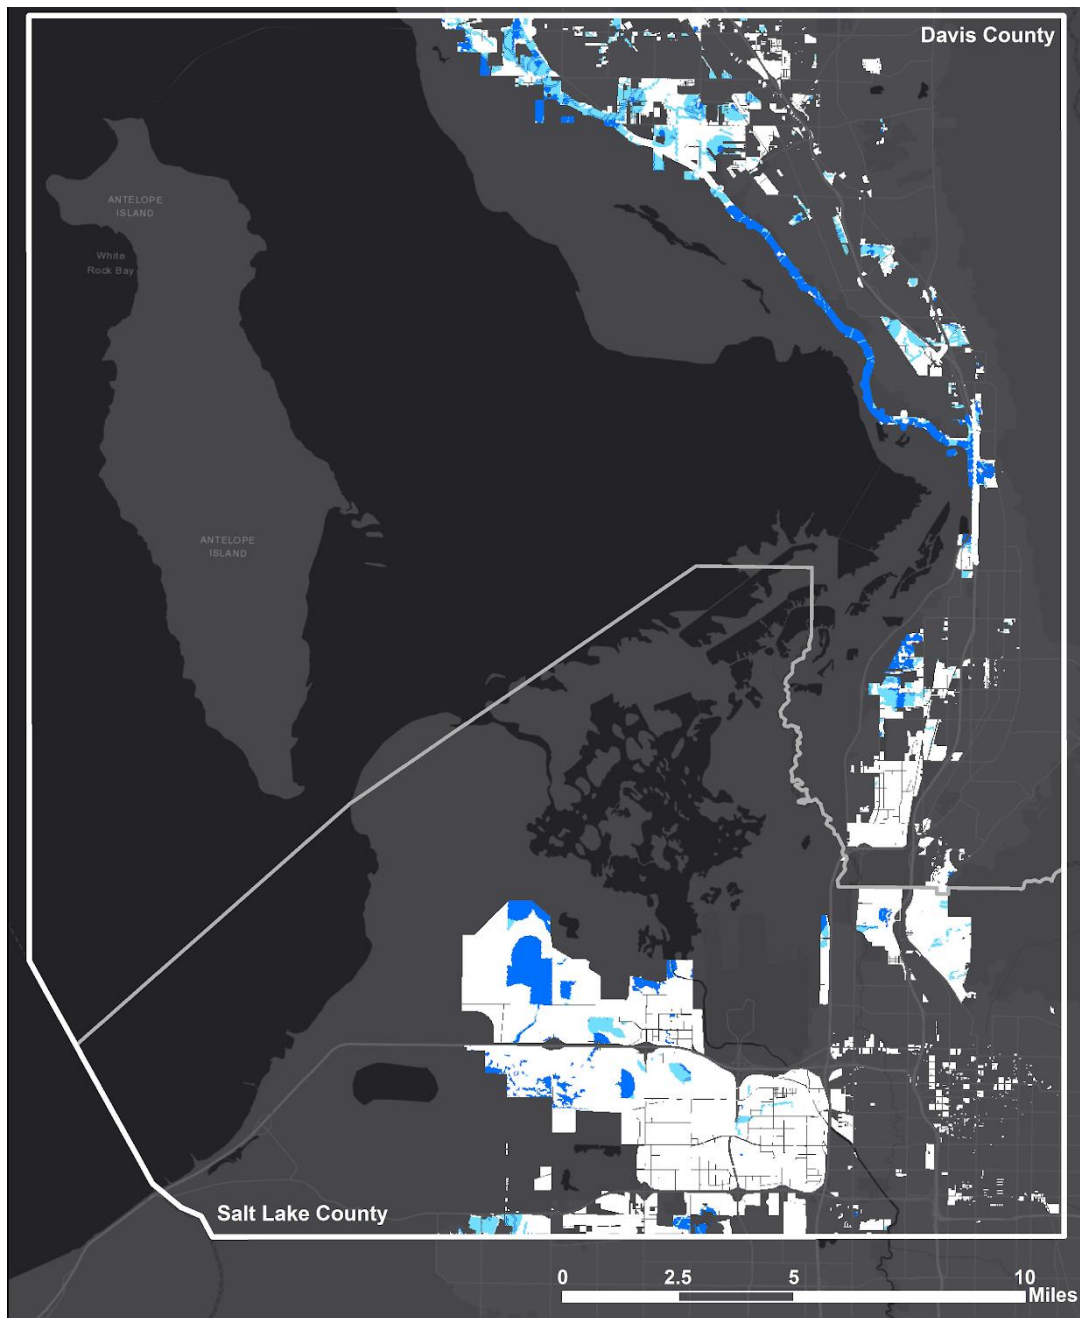 Davis County
ANTELOPE
ISLAND
White
Rock Bay
ANTELOPE
ISLAND
Salt Lake County
0 2.5 5 10
Miles